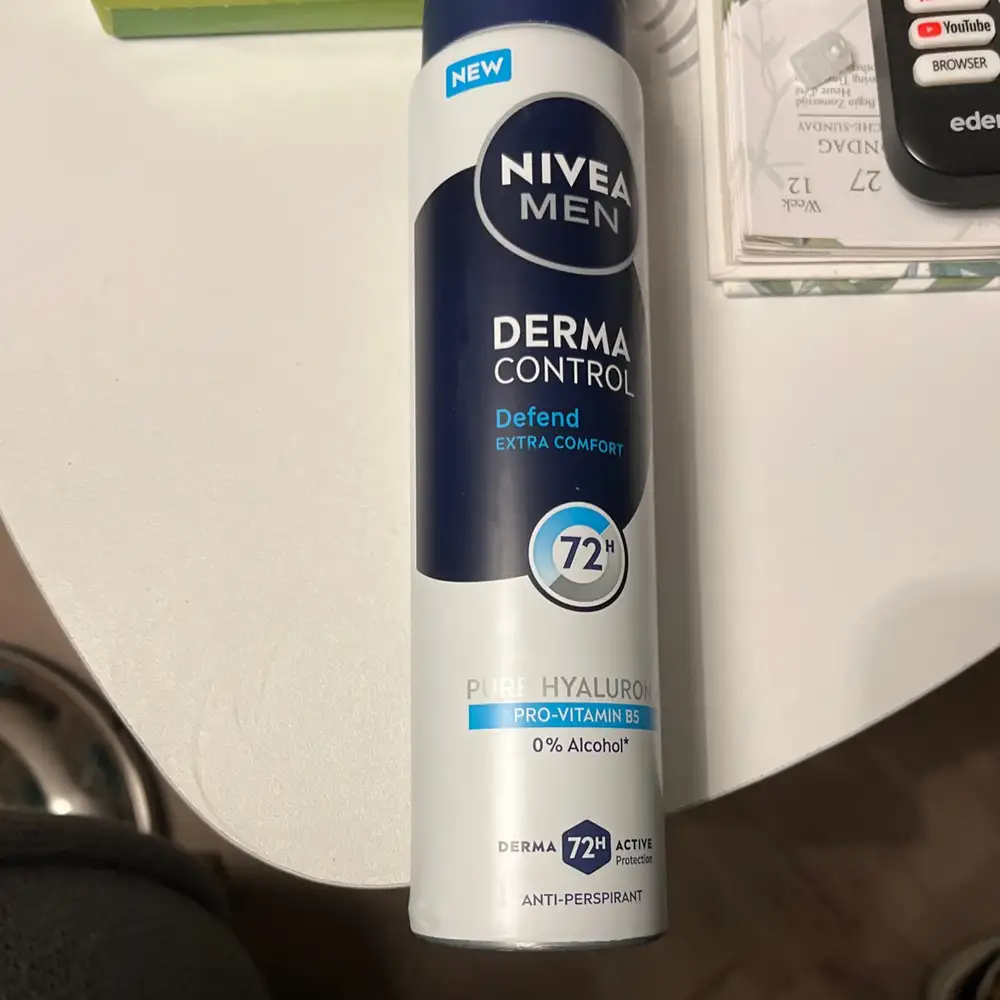 NEW
NIVEA
MEN
DERMA
CONTROL
Defend
EXTRA COMFORT
72H
PURE HYALURON
PRO-VITAMIN B5
0% Alcohol*
DERMA 72H ACTIVE
Protection
ANTI-PERSPIRANT
YouTube
BROWSER
Week
12
27